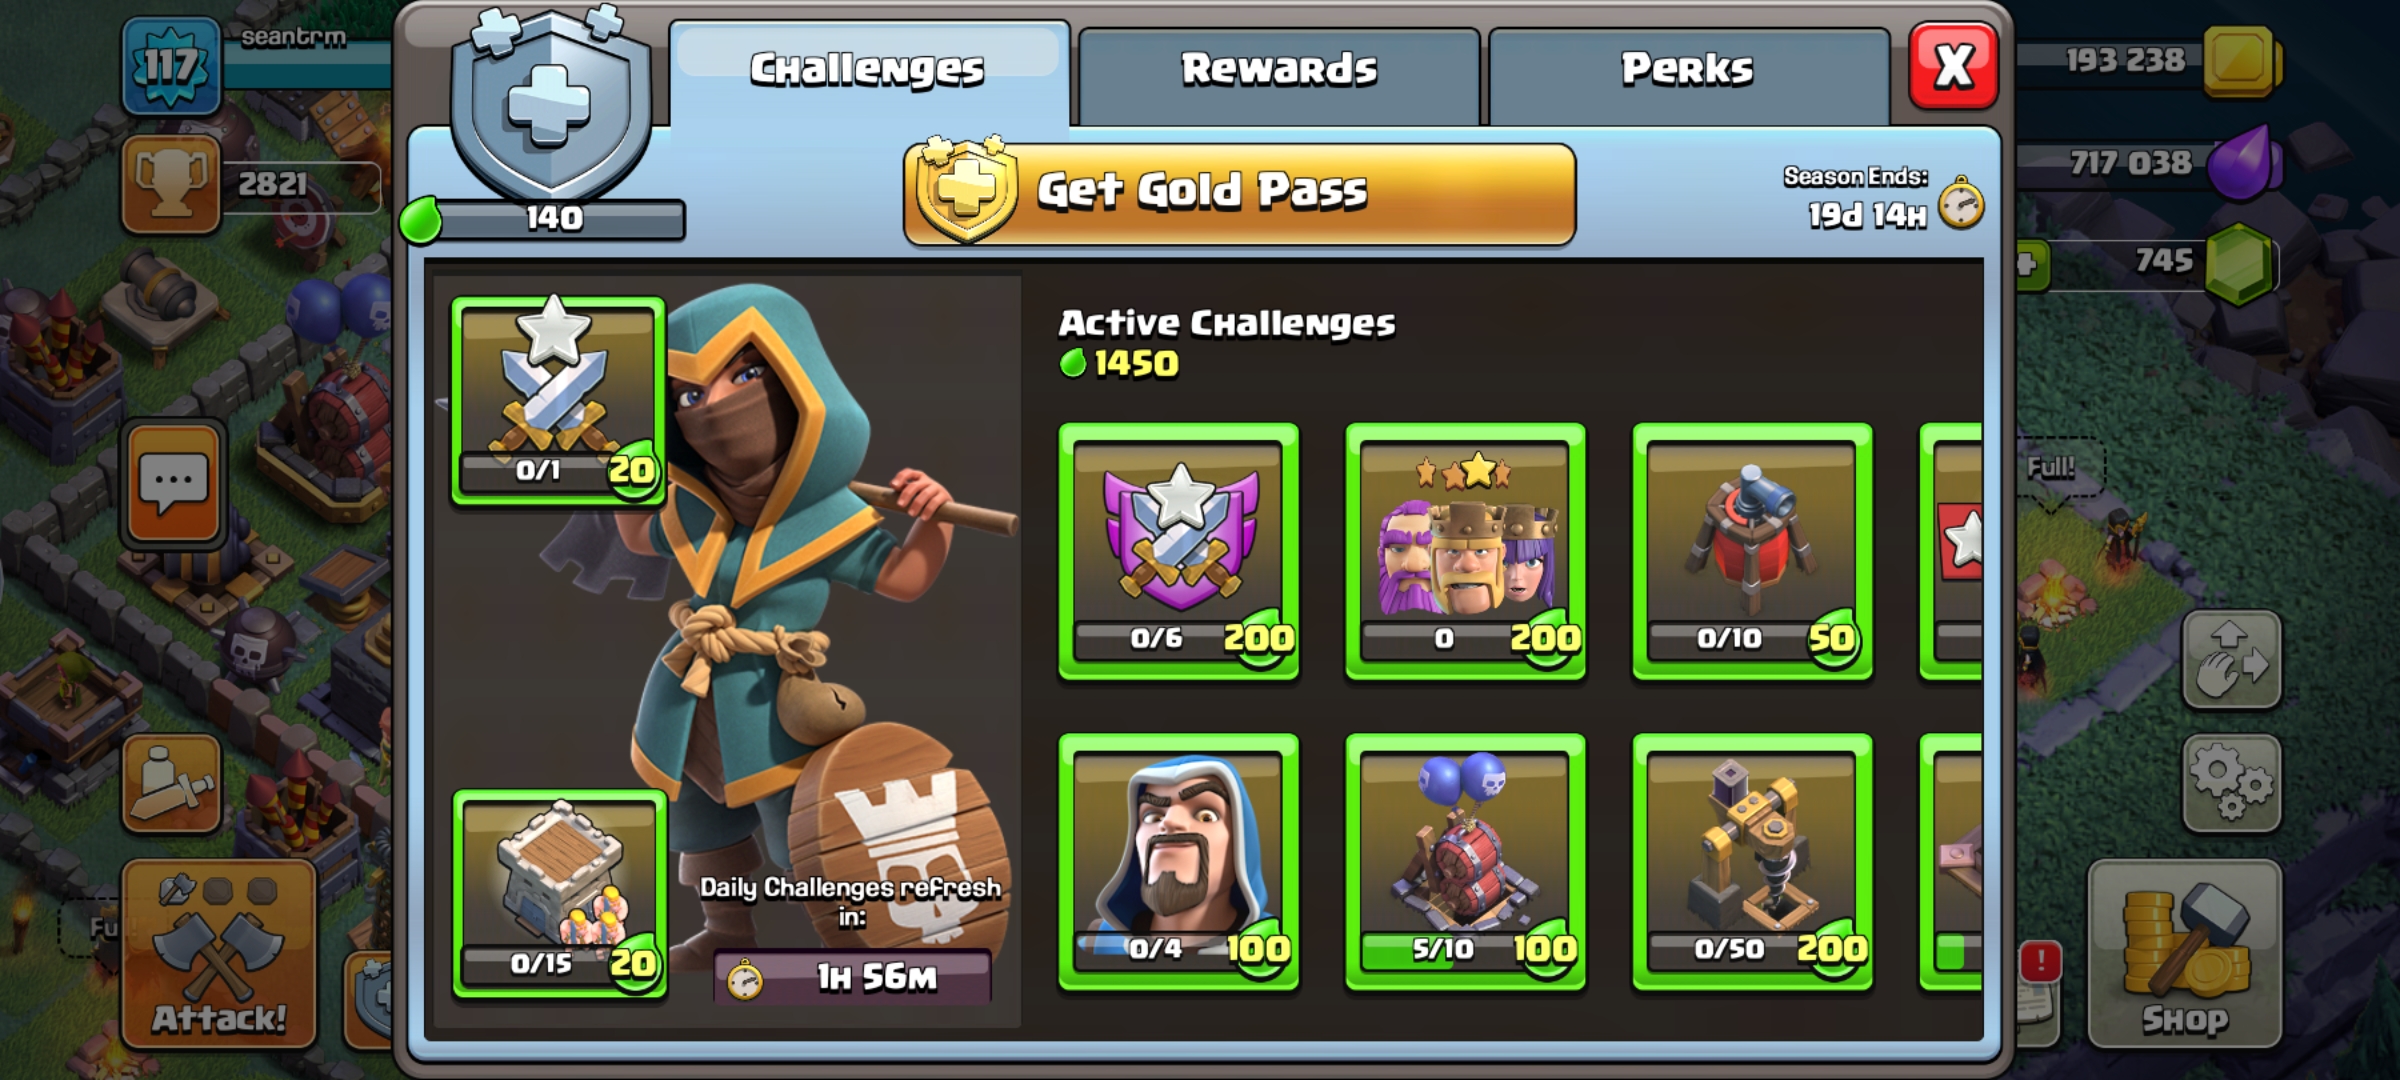 117
seantrm
2821
Challenges
Rewards
Perks
X
193 238
717 038
745
140
Get Gold Pass
Season Ends:
19d 14H
0/1
20
Active Challenges
1450
0/6
200
0
200
0/10
50
Full!
0/15
20
Daily Challenges refresh
in:
1H 56M
0/4
100
5/10
100
0/50
200
Fu
Attack!
!
Shop